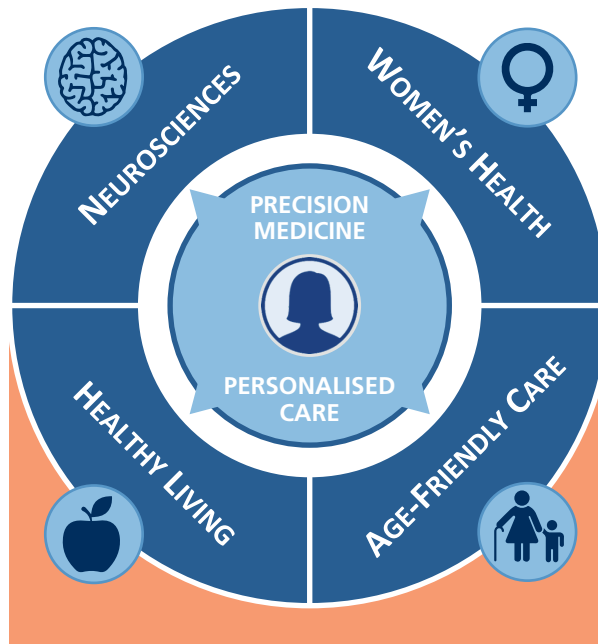 NEUROSCIENCES
WOMEN'S HEALTH
PRECISION
MEDICINE
PERSONALISED
CARE
HEALTHY LIVING
AGE-FRIENDLY CARE